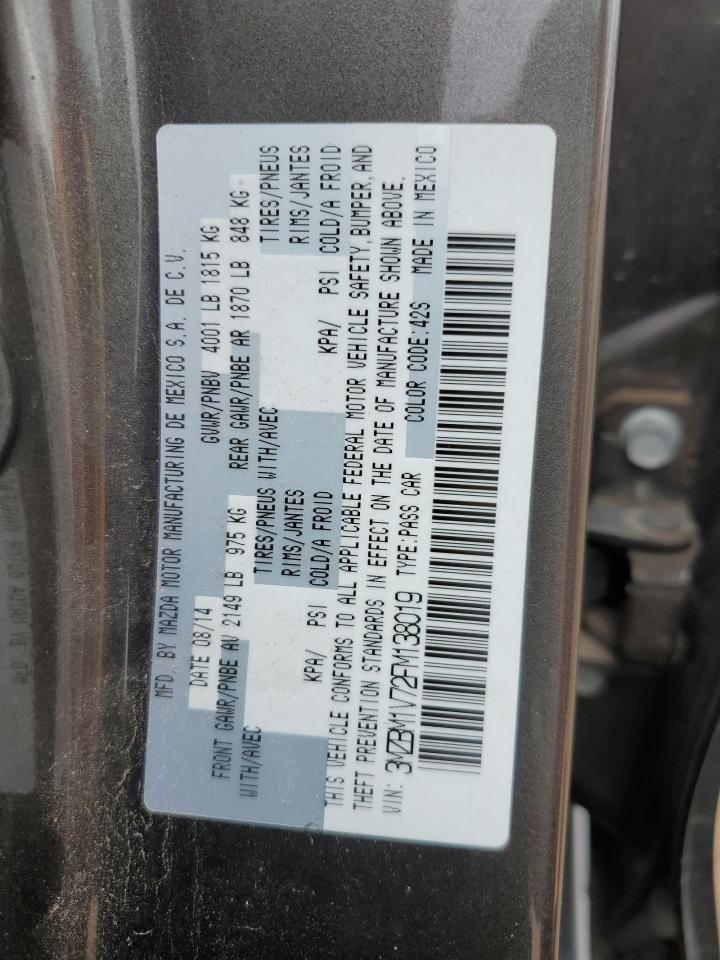 MFD. BY MAZDA MOTOR MANUFACTURING DE MEXICO S.A. DE C.V.
DATE 08/14 GVWR/PNBV 4001 LB 1815 KG
FRONT GAWR/PNBE AV 2149 LB 975 KG REAR GAWR/PNBE AR 1870 LB 848 KG
WITH/AVEC TIRES/PNEUS WITH/AVEC TIRES/PNEUS
RIMS/JANTES RIMS/JANTES
KPA/ PSI COLD/A FROID KPA/ PSI COLD/A FROID
THIS VEHICLE CONFORMS TO ALL APPLICABLE FEDERAL MOTOR VEHICLE SAFETY, BUMPER, AND
THEFT PREVENTION STANDARDS IN EFFECT ON THE DATE OF MANUFACTURE SHOWN ABOVE.
VIN: 3MZBM1V72FM138019 TYPE:PASS CAR COLOR CODE:42S MADE IN MEXICO